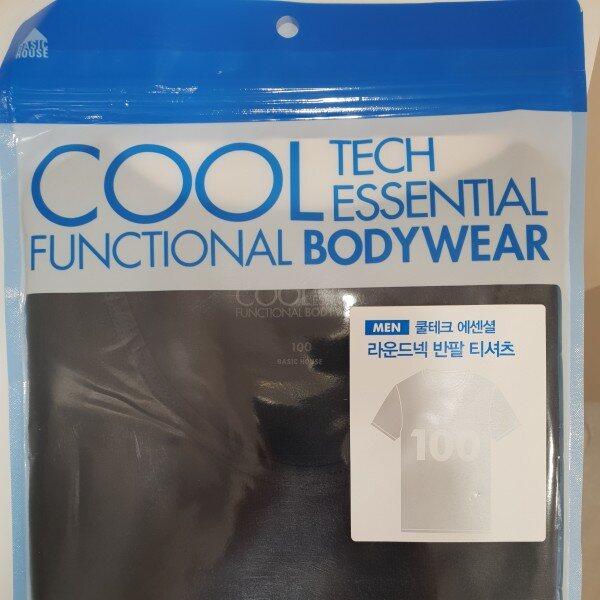 BASIC
HOUSE
COOL TECH
ESSENTIAL
FUNCTIONAL BODYWEAR
COOL
FUNCTIONAL BODY
100
BASIC HOUSE
MEN 쿨테크 에센셜
라운드넥 반팔 티셔츠
100